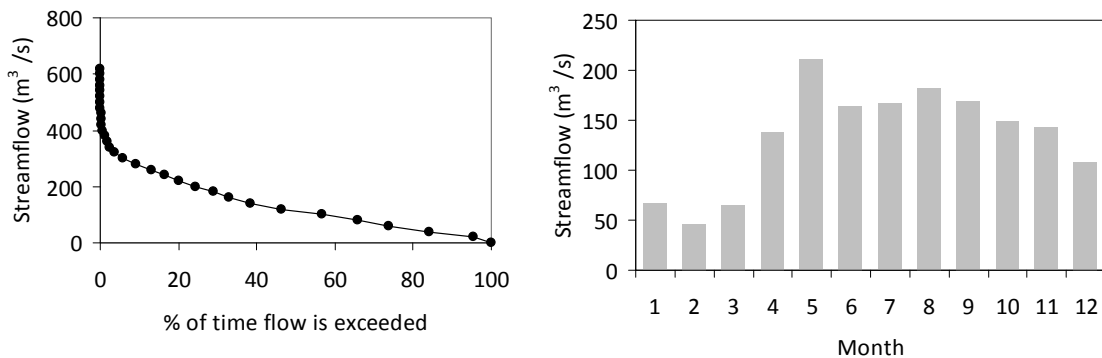 Streamflow (m³ /s)
800
600
400
200
0
0 20 40 60 80 100
% of time flow is exceeded
Streamflow (m³ /s)
250
200
150
100
50
0
1 2 3 4 5 6 7 8 9 10 11 12
Month